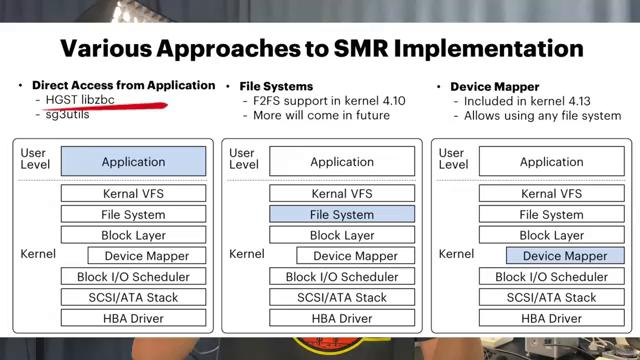 Various Approaches to SMR Implementation
• Direct Access from Application
- HGST libzbc
- sg3utils
• File Systems
- F2FS support in kernel 4.10
- More will come in future
• Device Mapper
- Included in kernel 4.13
- Allows using any file system
User Level
Application
Kernel
Kernal VFS
File System
Block Layer
Device Mapper
Block I/O Scheduler
SCSI/ATA Stack
HBA Driver
User Level
Application
Kernel
Kernal VFS
File System
Block Layer
Device Mapper
Block I/O Scheduler
SCSI/ATA Stack
HBA Driver
User Level
Application
Kernel
Kernal VFS
File System
Block Layer
Device Mapper
Block I/O Scheduler
SCSI/ATA Stack
HBA Driver